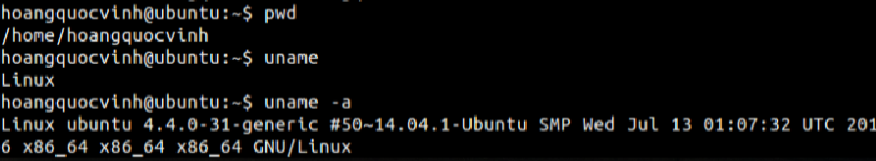 hoangquocvinh@ubuntu:~$ pwd
/home/hoangquocvinh
hoangquocvinh@ubuntu:~$ uname
Linux
hoangquocvinh@ubuntu:~$ uname -a
Linux ubuntu 4.4.0-31-generic #50~14.04.1-Ubuntu SMP Wed Jul 13 01:07:32 UTC 201
6 x86_64 x86_64 x86_64 GNU/Linux